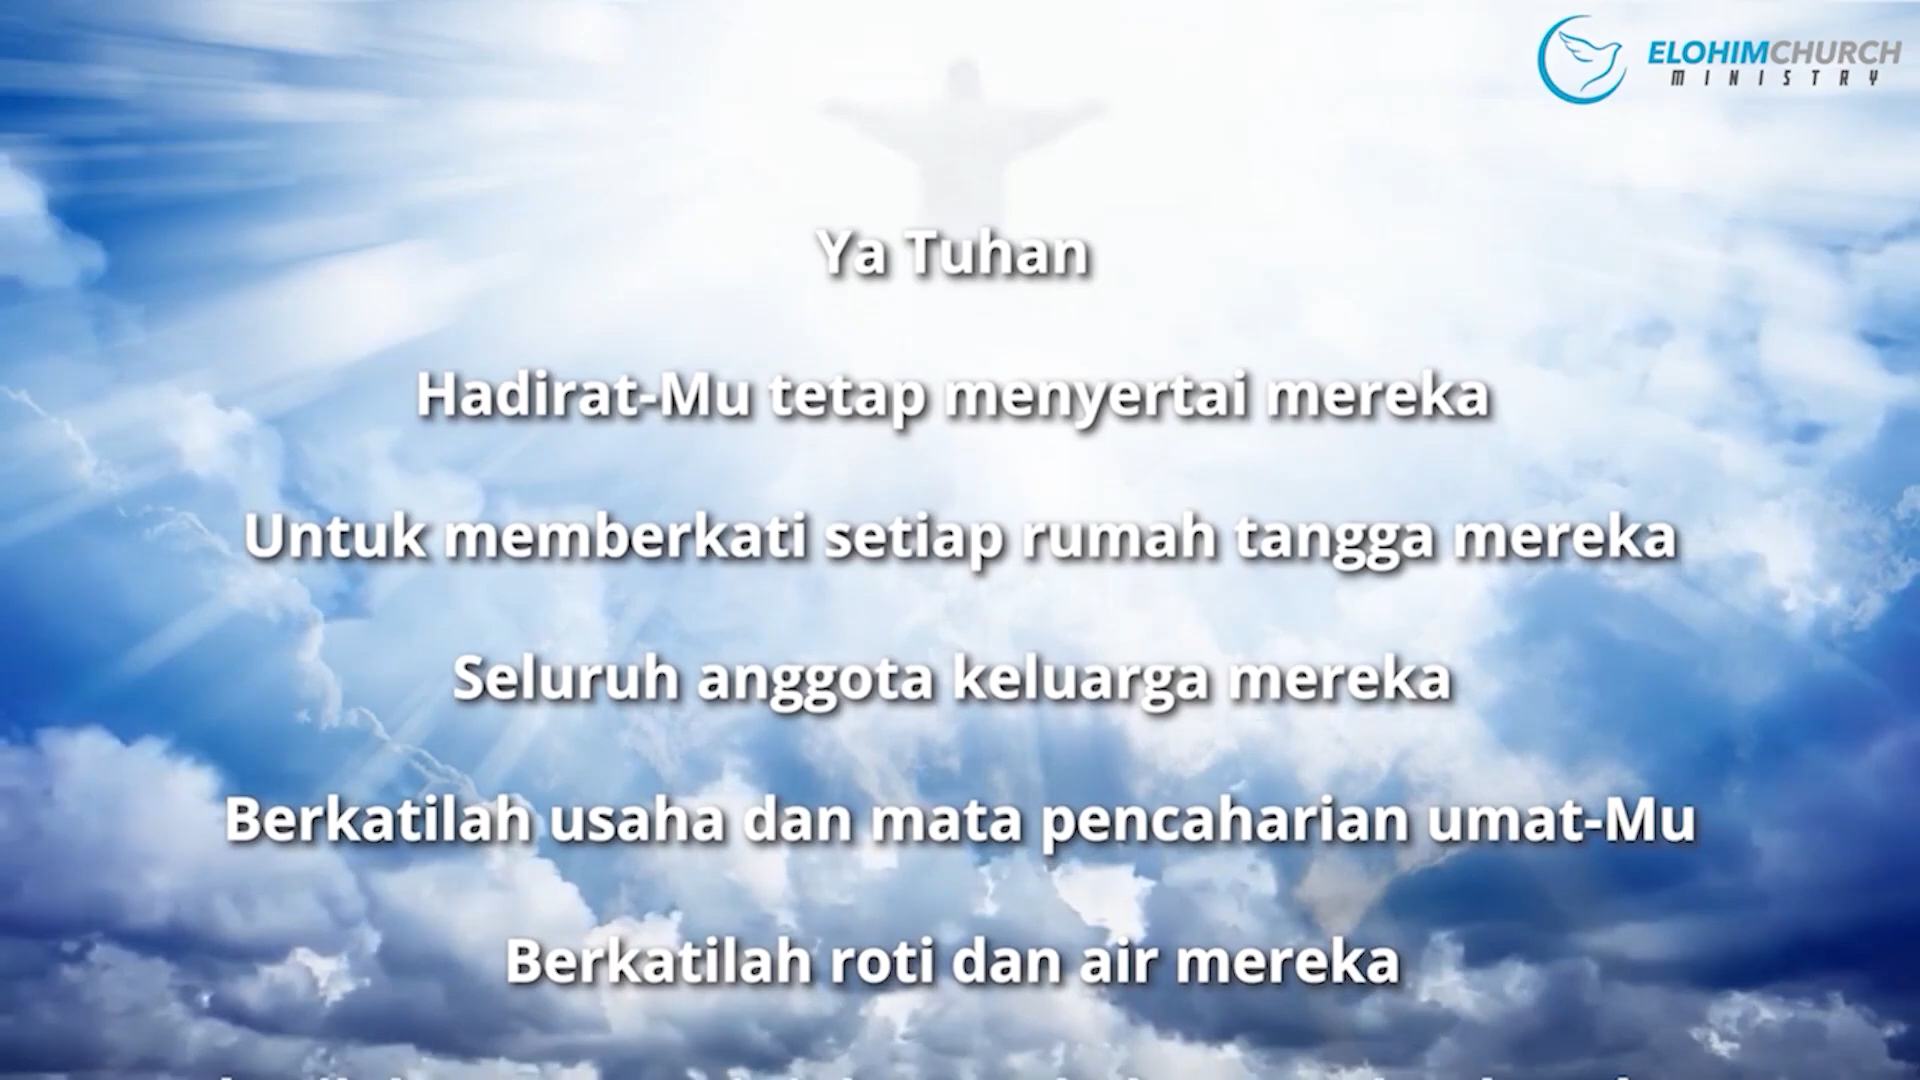 ELOHIMCHURCH
MINISTRY
Ya Tuhan
Hadirat-Mu tetap menyertai mereka
Untuk memberkati setiap rumah tangga mereka
Seluruh anggota keluarga mereka
Berkatilah usaha dan mata pencaharian umat-Mu
Berkatilah roti dan air mereka